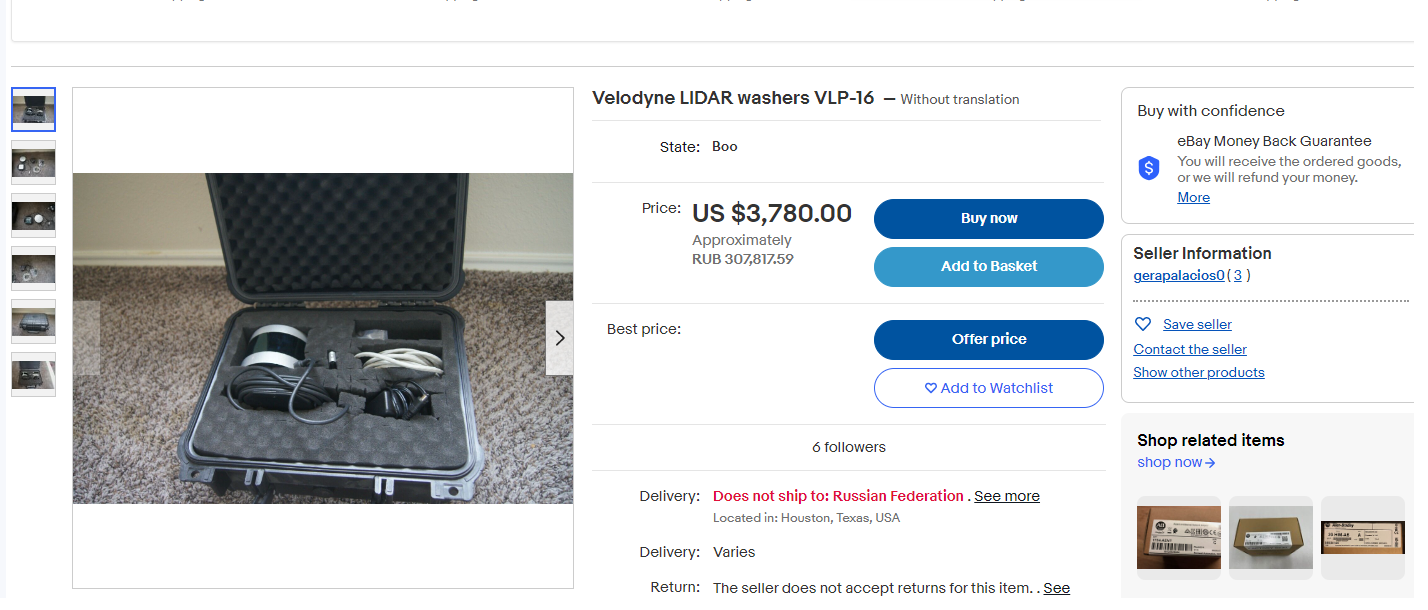 Velodyne LIDAR washers VLP-16 — Without translation
State: Boo
Price: US $3,780.00
Approximately
RUB 307,817.59
Buy now
Add to Basket
Best price:
Offer price
Add to Watchlist
6 followers
Delivery: Does not ship to: Russian Federation . See more
Located in: Houston, Texas, USA
Delivery: Varies
Return: The seller does not accept returns for this item. . See
Buy with confidence
eBay Money Back Guarantee
You will receive the ordered goods,
or we will refund your money.
More
Seller Information
gerapalacios0 ( 3 )
Save seller
Contact the seller
Show other products
Shop related items
shop now→